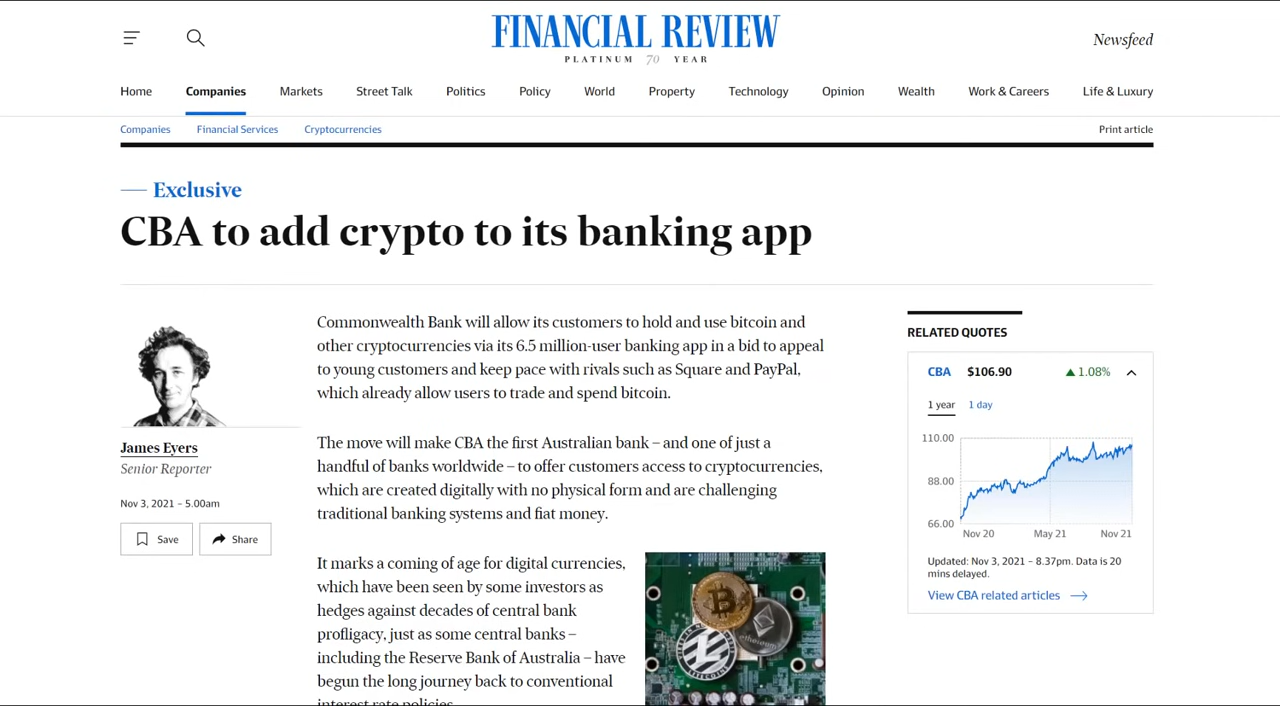 FINANCIAL REVIEW
PLATINUM 70 YEAR
Newsfeed
Home Companies Markets Street Talk Politics Policy World Property Technology Opinion Wealth Work & Careers Life & Luxury
Companies Financial Services Cryptocurrencies Print article
Exclusive
CBA to add crypto to its banking app
James Eyers
Senior Reporter
Nov 3, 2021 – 5.00am
Save Share
Commonwealth Bank will allow its customers to hold and use bitcoin and
other cryptocurrencies via its 6.5 million-user banking app in a bid to appeal
to young customers and keep pace with rivals such as Square and PayPal,
which already allow users to trade and spend bitcoin.
The move will make CBA the first Australian bank – and one of just a
handful of banks worldwide – to offer customers access to cryptocurrencies,
which are created digitally with no physical form and are challenging
traditional banking systems and fiat money.
It marks a coming of age for digital currencies,
which have been seen by some investors as
hedges against decades of central bank
profligacy, just as some central banks –
including the Reserve Bank of Australia – have
begun the long journey back to conventional
interest rate policies.
ethereum
LITECOIN
RELATED QUOTES
CBA $106.90 1.08%
1 year 1 day
110.00
88.00
66.00
Nov 20 May 21 Nov 21
Updated: Nov 3, 2021 – 8.37pm. Data is 20
mins delayed.
View CBA related articles